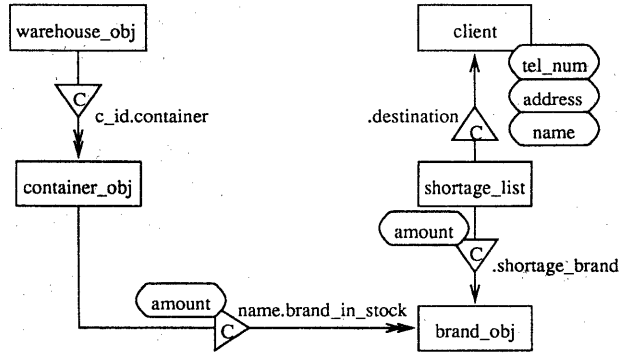 warehouse_obj
client
tel_num
address
name
C
c_id.container
.destination
C
container_obj
shortage_list
amount
C
.shortage_brand
amount
name.brand_in_stock
C
brand_obj